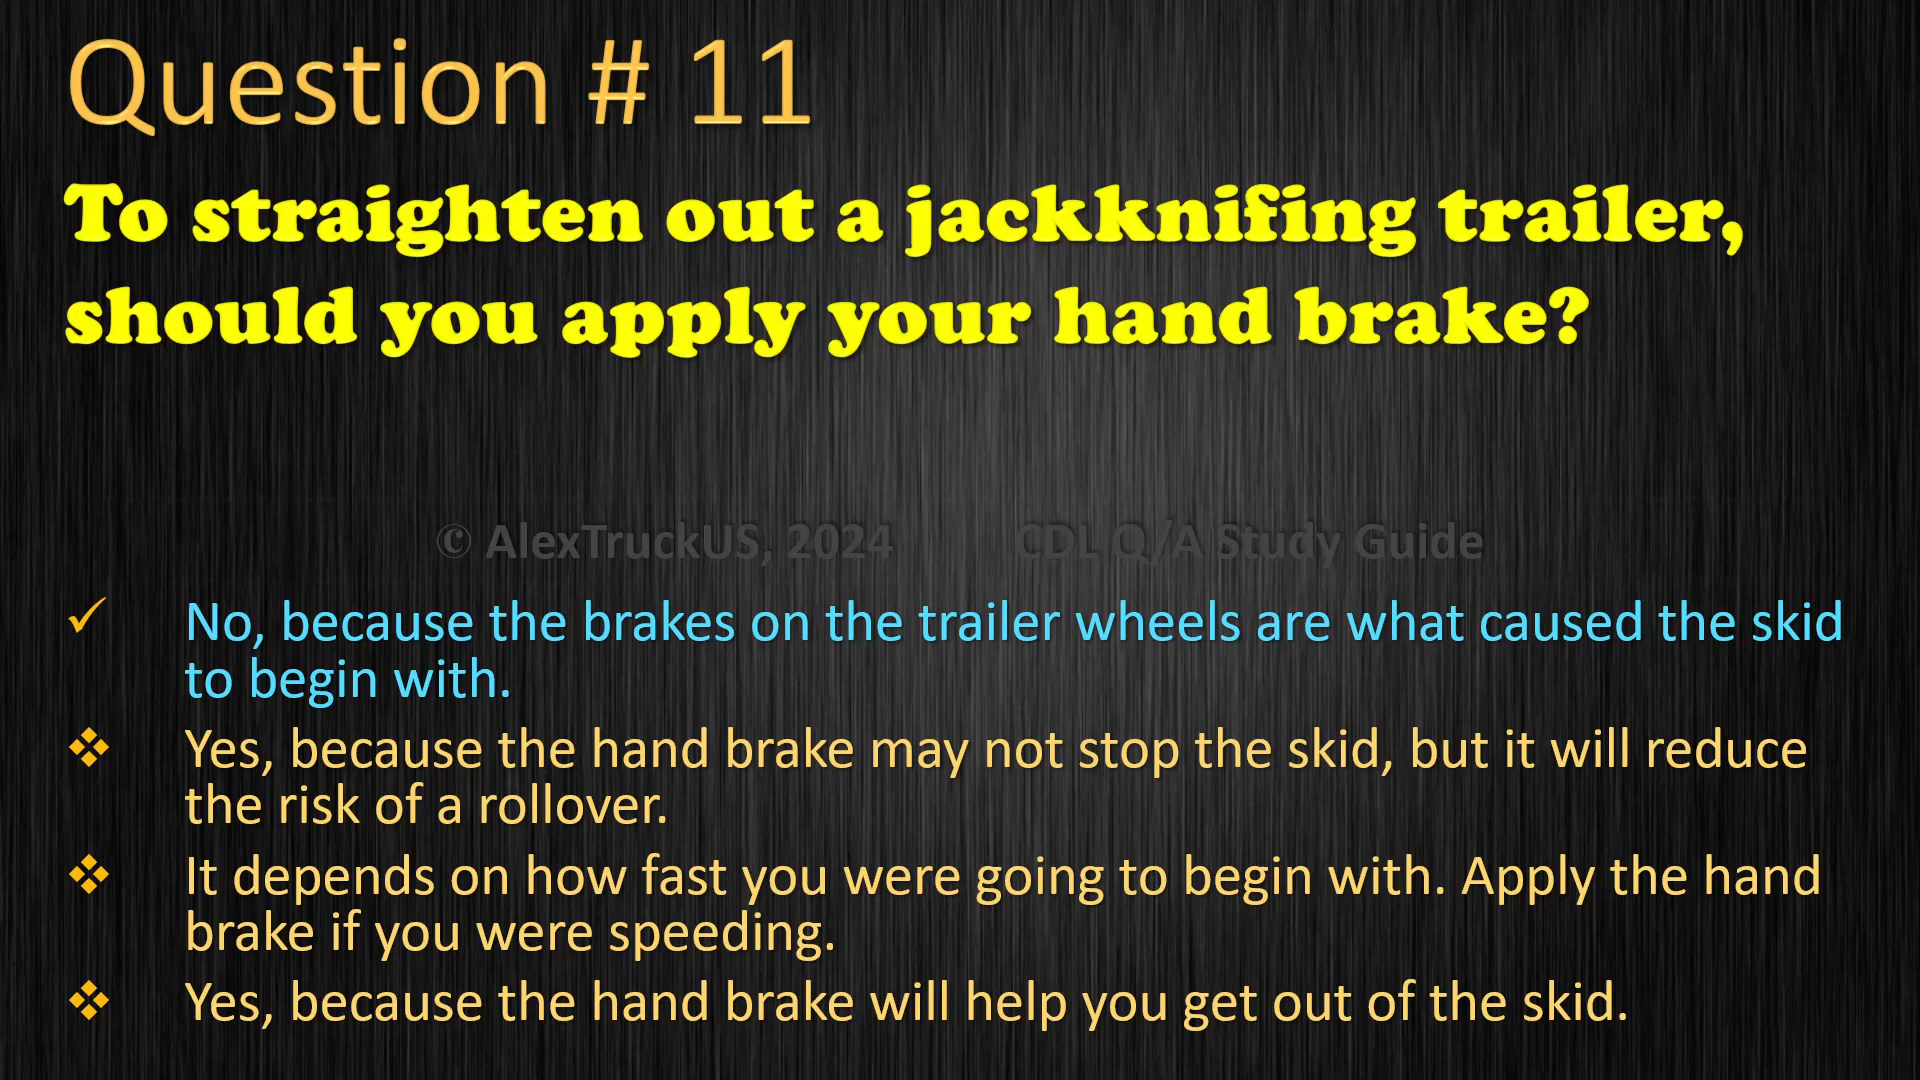 Question # 11
To straighten out a jackknifing trailer,
should you apply your hand brake?
© AlexTruckUS, 2024 CDL Q/A Study Guide
No, because the brakes on the trailer wheels are what caused the skid
to begin with.
Yes, because the hand brake may not stop the skid, but it will reduce
the risk of a rollover.
It depends on how fast you were going to begin with. Apply the hand
brake if you were speeding.
Yes, because the hand brake will help you get out of the skid.